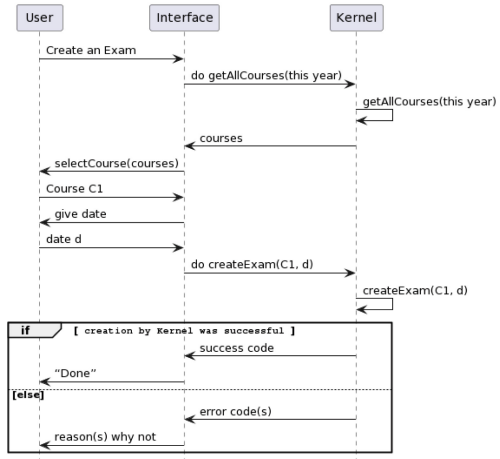 User Interface Kernel
Create an Exam
do getAllCourses(this year)
getAllCourses(this year)
courses
selectCourse(courses)
Course C1
give date
date d
do createExam(C1, d)
createExam(C1, d)
if [ creation by Kernel was successful ]
success code
“Done”
[else]
error code(s)
reason(s) why not